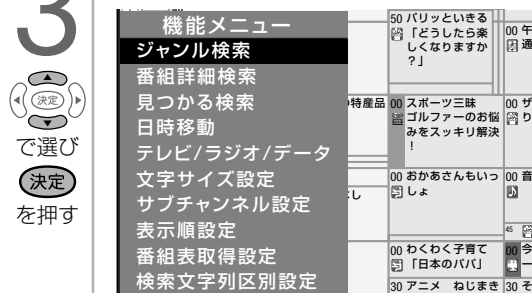 3
決定
で選び
決定
を押す
機能メニュー
ジャンル検索
番組詳細検索
見つかる検索
日時移動
テレビ/ラジオ/データ
文字サイズ設定
サブチャンネル設定
表示順設定
番組表取得設定
検索文字列区別設定
特産品
し
50 パリッといきる
「どうしたら楽
しくなりますか
?」
00 スポーツ三昧
ゴルファーのお悩
みをスッキリ解決
!
00 おかあさんもいっ
しょ
00 わくわく子育て
「日本のパパ」
30 アニメ ねじまき
00 午
通
00 ザ
り
00 音
45
00 今
一
30 そ